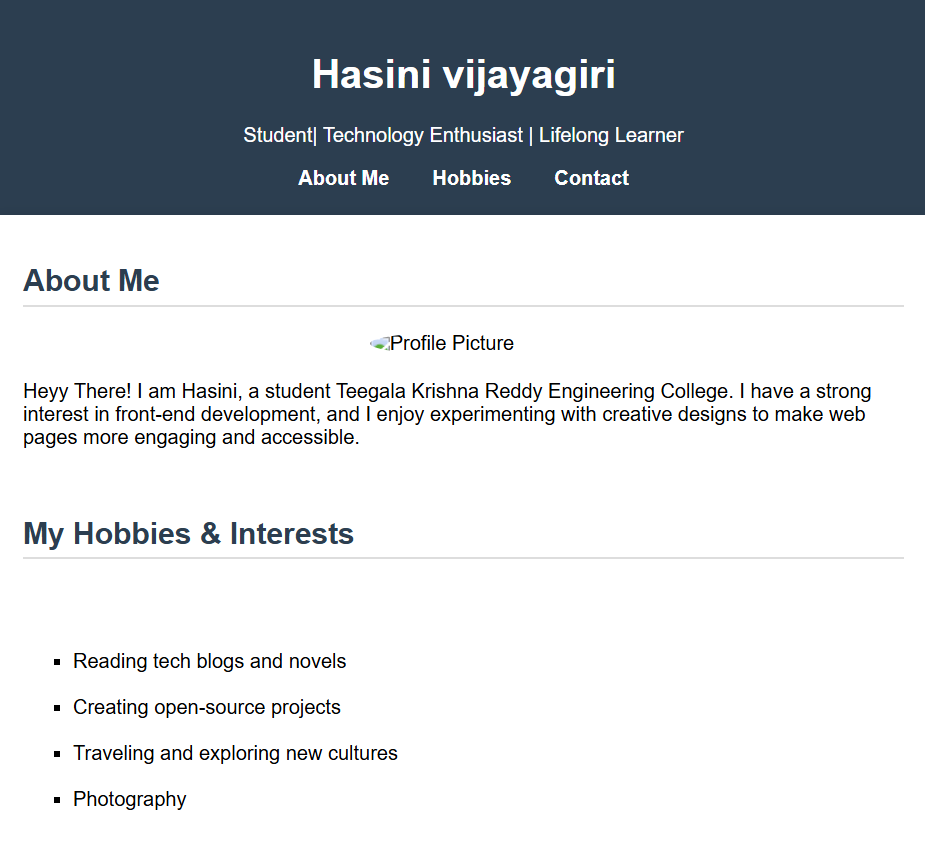 Hasini vijayagiri
Student| Technology Enthusiast | Lifelong Learner
About Me Hobbies Contact
About Me
Profile Picture
Heyy There! I am Hasini, a student Teegala Krishna Reddy Engineering College. I have a strong
interest in front-end development, and I enjoy experimenting with creative designs to make web
pages more engaging and accessible.
My Hobbies & Interests
Reading tech blogs and novels
Creating open-source projects
Traveling and exploring new cultures
Photography